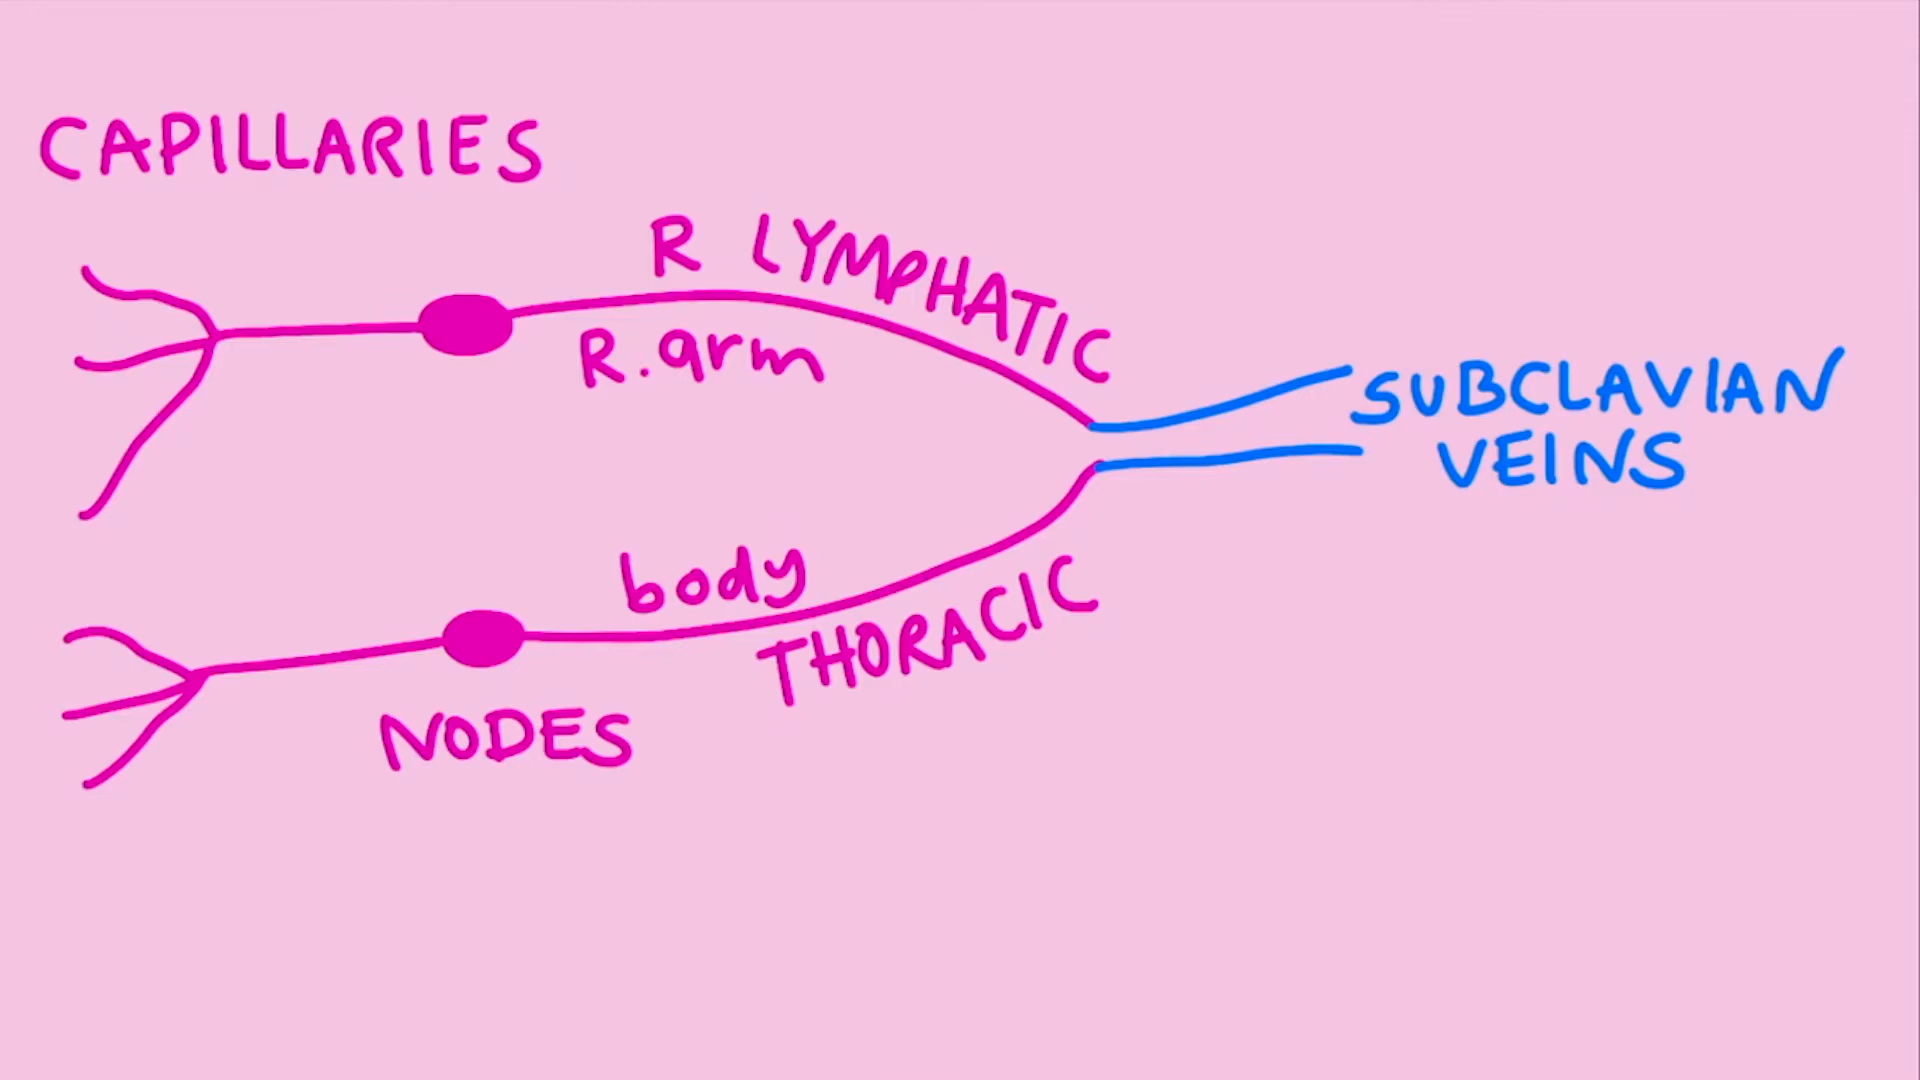 CAPILLARIES
R LYMPHATIC
R.arm
SUBCLAVIAN
VEINS
body
THORACIC
NODES